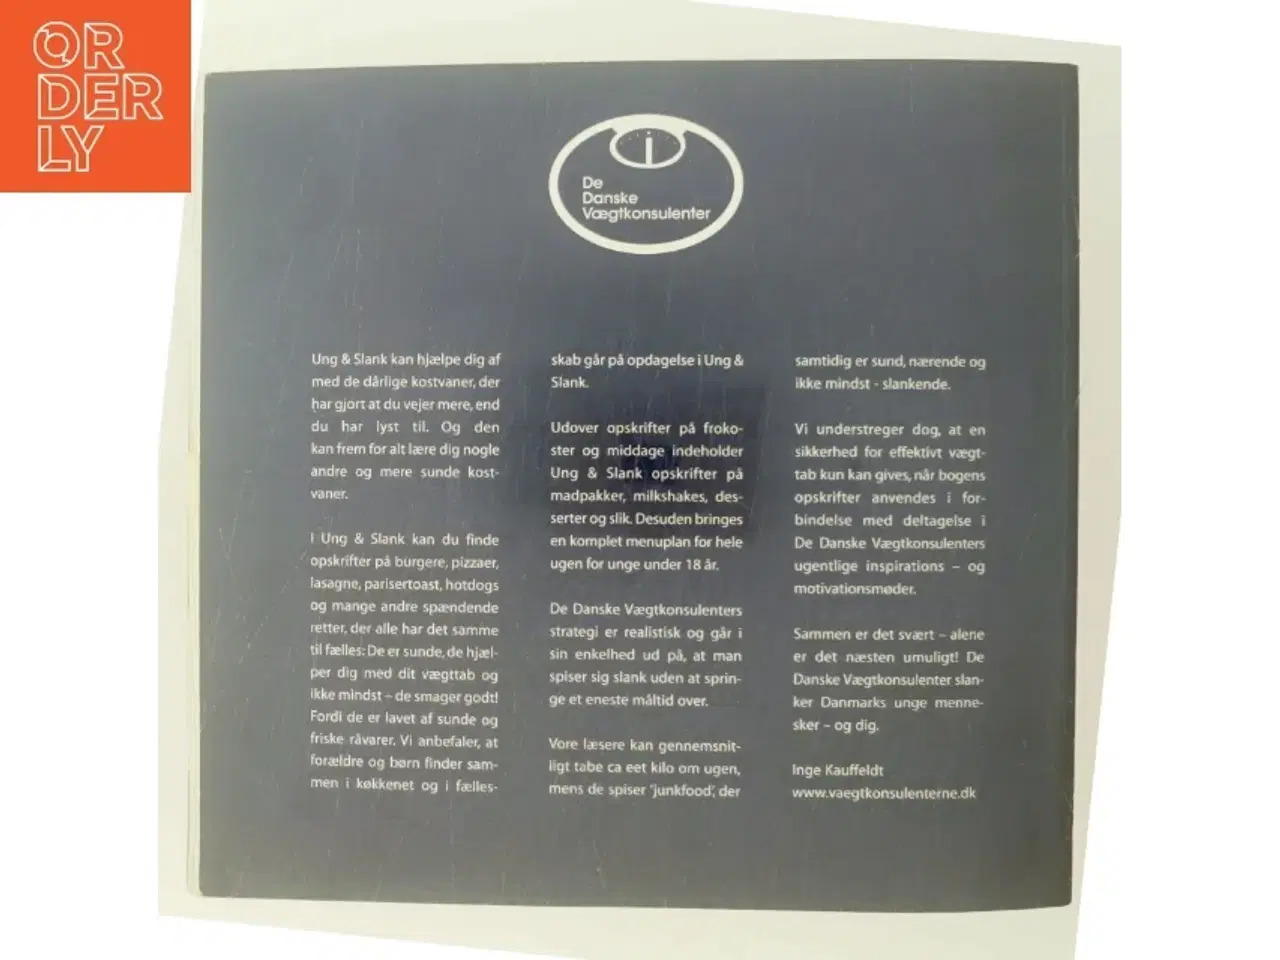 OR
DER
LY
De
Danske
Vægtkonsulenter
Ung & Slank kan hjælpe dig af
med de dårlige kostvaner, der
har gjort at du vejer mere, end
du har lyst til. Og den
kan frem for alt lære dig nogle
andre og mere sunde kost-
vaner.
I Ung & Slank kan du finde
opskrifter på burgere, pizzaer,
lasagne, parisertoast, hotdogs
og mange andre spændende
retter, der alle har det samme
til fælles: De er sunde, de hjæl-
per dig med dit vægttab og
ikke mindst – de smager godt!
Fordi de er lavet af sunde og
friske råvarer. Vi anbefaler, at
forældre og børn finder sam-
men i køkkenet og i fælles-
skab går på opdagelse i Ung &
Slank.
Udover opskrifter på froko-
ster og middage indeholder
Ung & Slank opskrifter på
madpakker, milkshakes, des-
serter og slik. Desuden bringes
en komplet menuplan for hele
ugen for unge under 18 år.
De Danske Vægtkonsulenters
strategi er realistisk og går i
sin enkelhed ud på, at man
spiser sig slank uden at sprin-
ge et eneste måltid over.
Vore læsere kan gennemsnit-
ligt tabe ca eet kilo om ugen,
mens de spiser 'junkfood', der
samtidig er sund, nærende og
ikke mindst - slankende.
Vi understreger dog, at en
sikkerhed for effektivt vægt-
tab kun kan gives, når bogens
opskrifter anvendes i for-
bindelse med deltagelse i
De Danske Vægtkonsulenters
ugentlige inspirations – og
motivationsmøder.
Sammen er det svært – alene
er det næsten umuligt! De
Danske Vægtkonsulenter slan-
ker Danmarks unge menne-
sker – og dig.
Inge Kauffeldt
www.vaegtkonsulenterne.dk